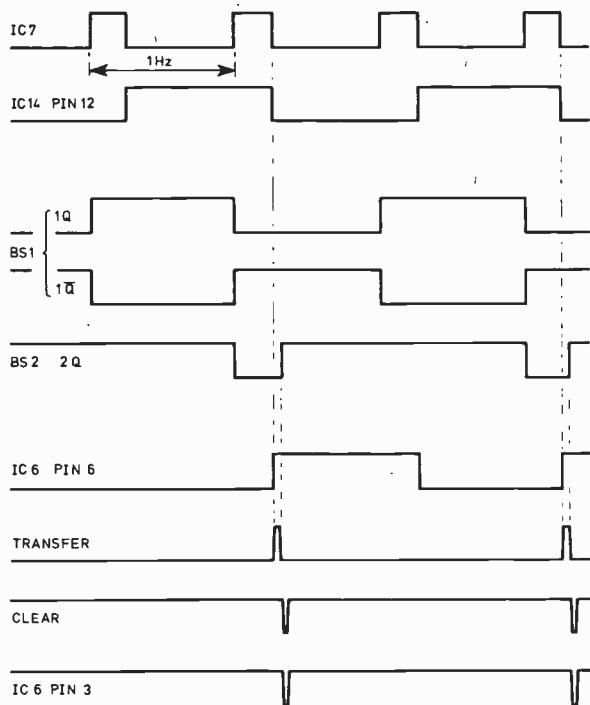 IC7
1Hz
IC14 PIN 12
1Q
BS1
1Q̅
BS2 2Q
IC6 PIN 6
TRANSFER
CLEAR
IC6 PIN 3